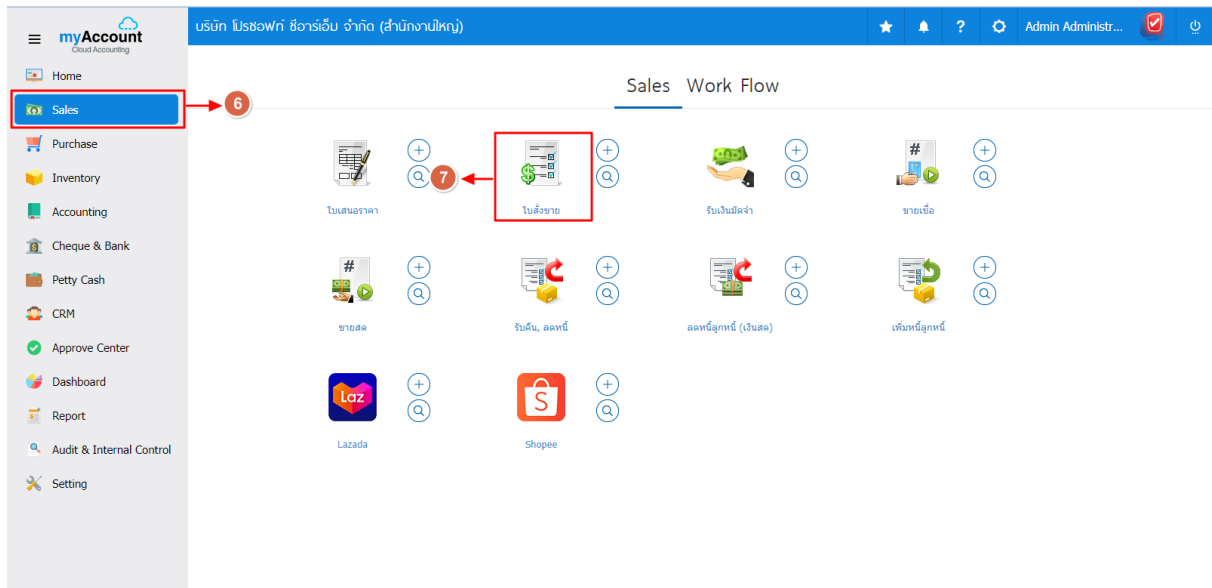 myAccount
Cloud Accounting
บริษัท โปรซอฟท์ ซีอาร์เอ็ม จำกัด (สำนักงานใหญ่)
?
Admin Administr...
Home
Sales
Purchase
Inventory
Accounting
Cheque & Bank
Petty Cash
CRM
Approve Center
Dashboard
Report
Audit & Internal Control
Setting
6
Sales Work Flow
7
#
ใบเสนอราคา
ใบสั่งขาย
รับเงินมัดจำ
ขายเชื่อ
#
ขายสด
รับคืน, ลดหนี้
ลดหนี้ลูกหนี้ (เงินสด)
เพิ่มหนี้ลูกหนี้
Laz
S
Lazada
Shopee